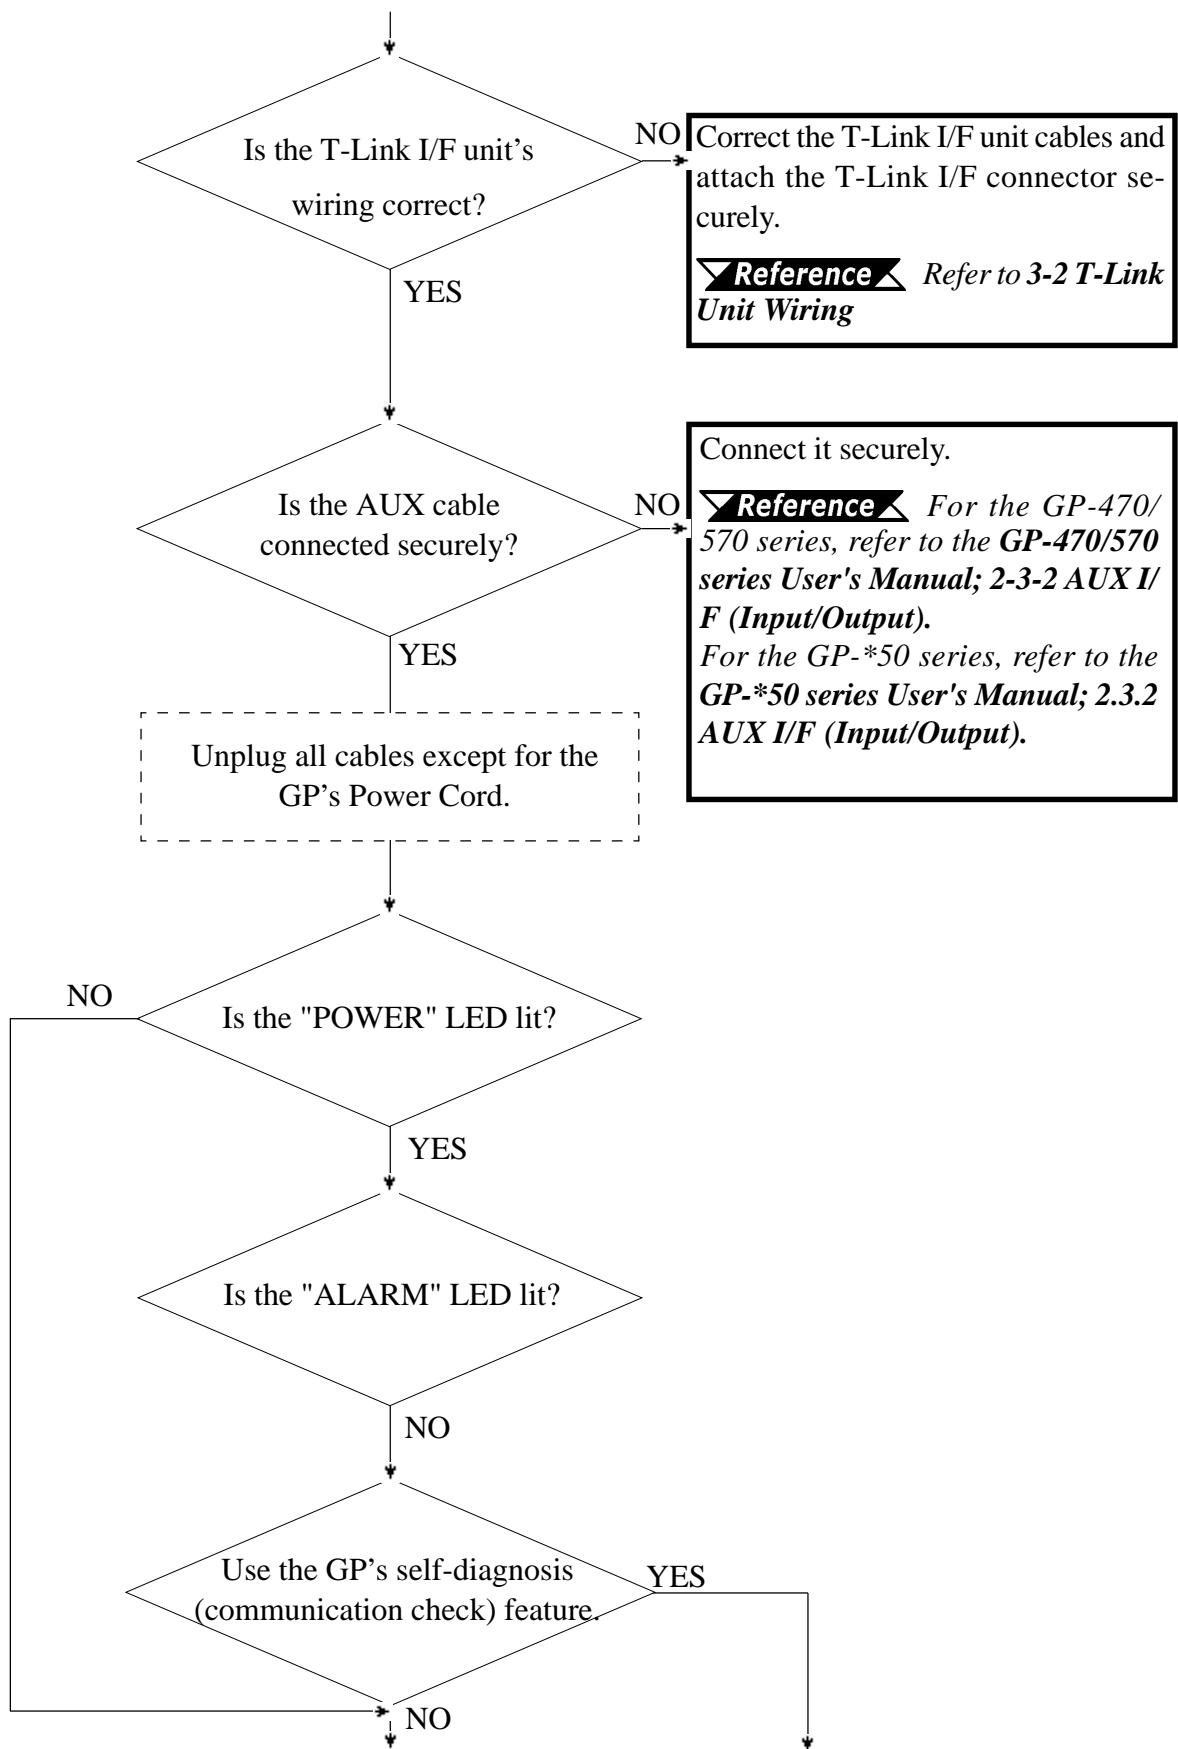 Is the T-Link I/F unit’s
wiring correct?
NO
Correct the T-Link I/F unit cables and
attach the T-Link I/F connector se-
curely.
Reference Refer to 3-2 T-Link
Unit Wiring
YES
Is the AUX cable
connected securely?
NO
Connect it securely.
Reference For the GP-470/
570 series, refer to the GP-470/570
series User's Manual; 2-3-2 AUX I/
F (Input/Output).
For the GP-*50 series, refer to the
GP-*50 series User's Manual; 2.3.2
AUX I/F (Input/Output).
YES
Unplug all cables except for the
GP’s Power Cord.
NO
Is the "POWER" LED lit?
YES
Is the "ALARM" LED lit?
NO
Use the GP’s self-diagnosis
(communication check) feature.
YES
NO